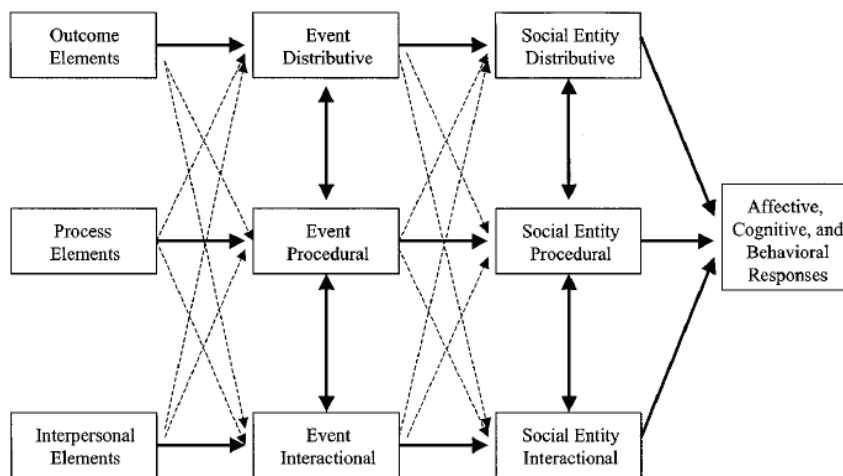 Outcome
Elements
Event
Distributive
Social Entity
Distributive
Process
Elements
Event
Procedural
Social Entity
Procedural
Affective,
Cognitive, and
Behavioral
Responses
Interpersonal
Elements
Event
Interactional
Social Entity
Interactional